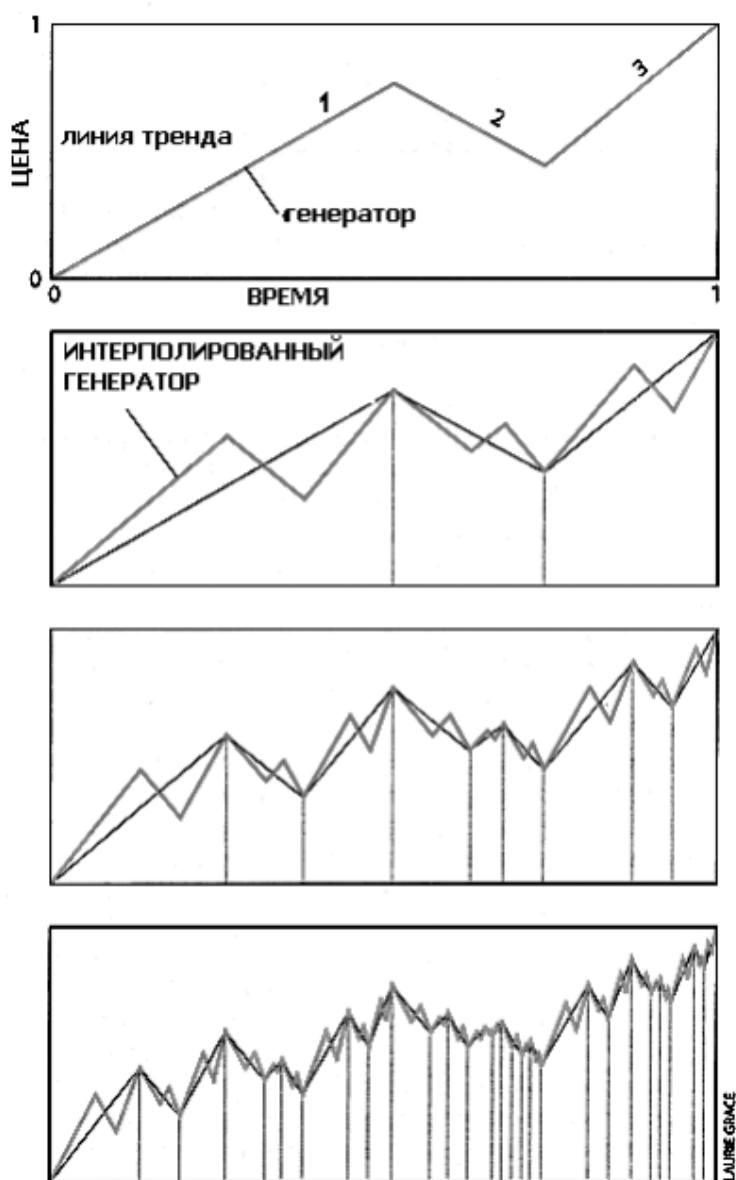 1
ЦЕНА
1
2
3
линия тренда
генератор
0
0
ВРЕМЯ
1
ИНТЕРПОЛИРОВАННЫЙ
ГЕНЕРАТОР
LAURIE GRACE